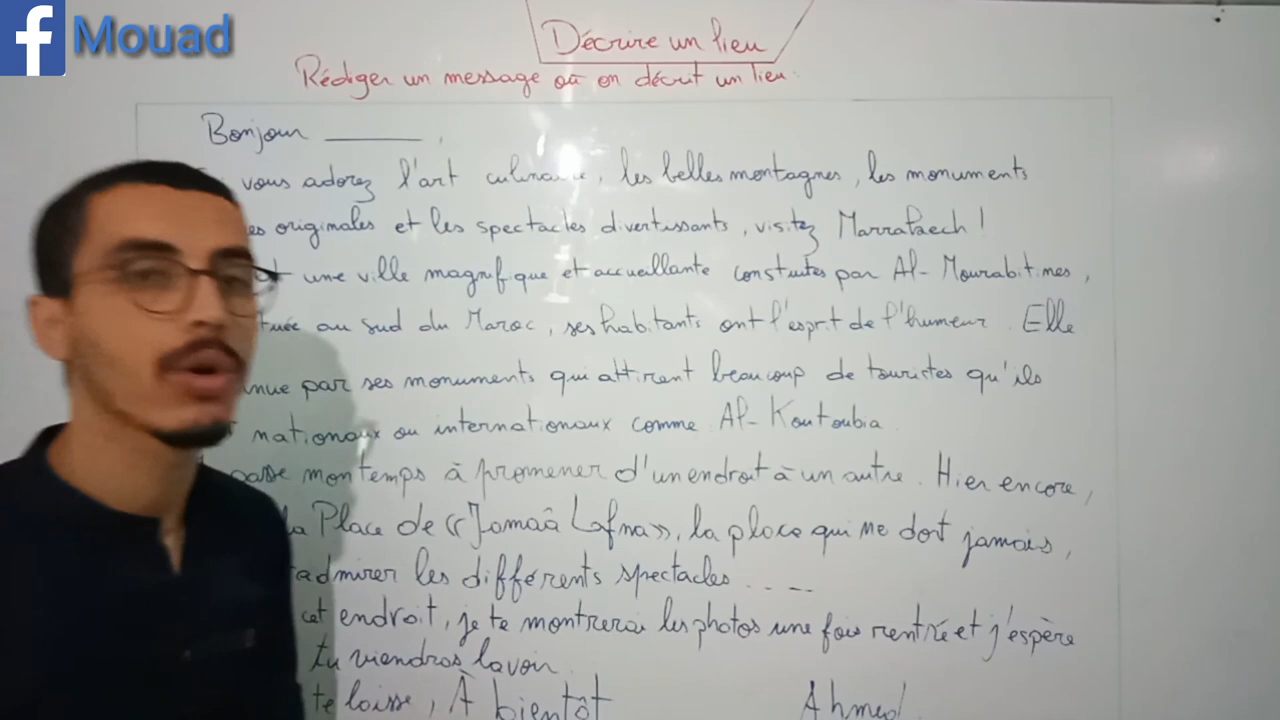 f Mouad
Décrire un lieu
Rédiger un message où on décrit un lieu.
Bonjour ________ ,
vous adorez l'art culinaire, les belles montagnes, les monuments
originales et les spectacles divertissants, visitez Marrakech !
une ville magnifique et accueillante construites par Al-Mourabitines,
au sud du Maroc, ses habitants ont l'esprit de l'humeur. Elle
par ses monuments qui attirent beaucoup de touristes qu'ils
nationaux ou internationaux comme Al-Koutoubia
passe mon temps à promener d'un endroit à un autre. Hier encore,
la Place de « Jamaâ Lafna », la place qui ne dort jamais,
admirer les différents spectacles .....
cet endroit, je te montrerai les photos une fois rentrée et j'espère
tu viendras la voir.
te laisse, À bientôt
Ahmed